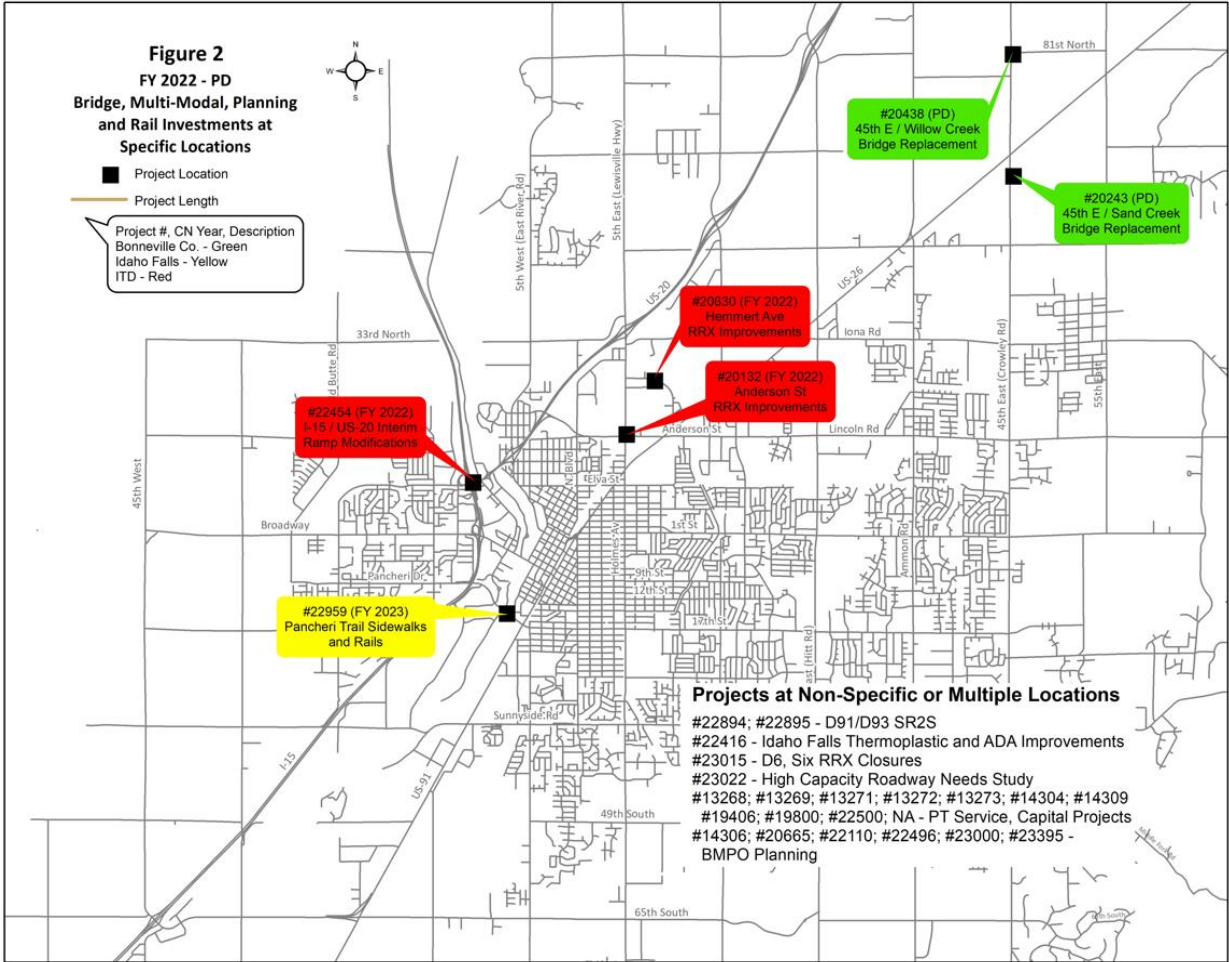 Figure 2
FY 2022 - PD
Bridge, Multi-Modal, Planning
and Rail Investments at
Specific Locations
N
W
E
S
Project Location
Project Length
Project #, CN Year, Description
Bonneville Co. - Green
Idaho Falls - Yellow
ITD - Red
81st North
#20438 (PD)
45th E / Willow Creek
Bridge Replacement
#20243 (PD)
45th E / Sand Creek
Bridge Replacement
5th West (East River Rd)
5th East (Lewisville Hwy)
US-20
US-26
#20630 (FY 2022)
Hemmert Ave
RRX Improvements
33rd North
Iona Rd
d Butte Rd
45th East (Crowley Rd)
55th East
#20132 (FY 2022)
Anderson St
RRX Improvements
#22454 (FY 2022)
I-15 / US-20 Interim
Ramp Modifications
Anderson St
Lincoln Rd
45th West
N Blvd
Elva St
Broadway
1st St
Holmes Av
Ammon Rd
Pancheri Dr
9th St
12th St
#22959 (FY 2023)
Pancheri Trail Sidewalks
and Rails
17th St
ast (Hitt Rd)
Sunnyside Rd
I-15
US-91
49th South
65th South
Projects at Non-Specific or Multiple Locations
#22894; #22895 - D91/D93 SR2S
#22416 - Idaho Falls Thermoplastic and ADA Improvements
#23015 - D6, Six RRX Closures
#23022 - High Capacity Roadway Needs Study
#13268; #13269; #13271; #13272; #13273; #14304; #14309
#19406; #19800; #22500; NA - PT Service, Capital Projects
#14306; #20665; #22110; #22496; #23000; #23395 -
BMPO Planning